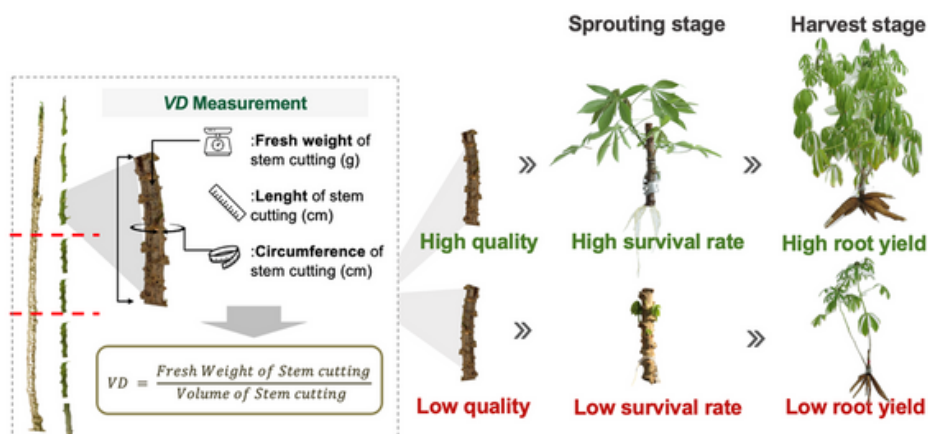 Sprouting stage
Harvest stage
VD Measurement
:Fresh weight of
stem cutting (g)
:Lenght of stem
cutting (cm)
:Circumference of
stem cutting (cm)
VD = Fresh Weight of Stem cutting
Volume of Stem cutting
High quality
High survival rate
High root yield
Low quality
Low survival rate
Low root yield